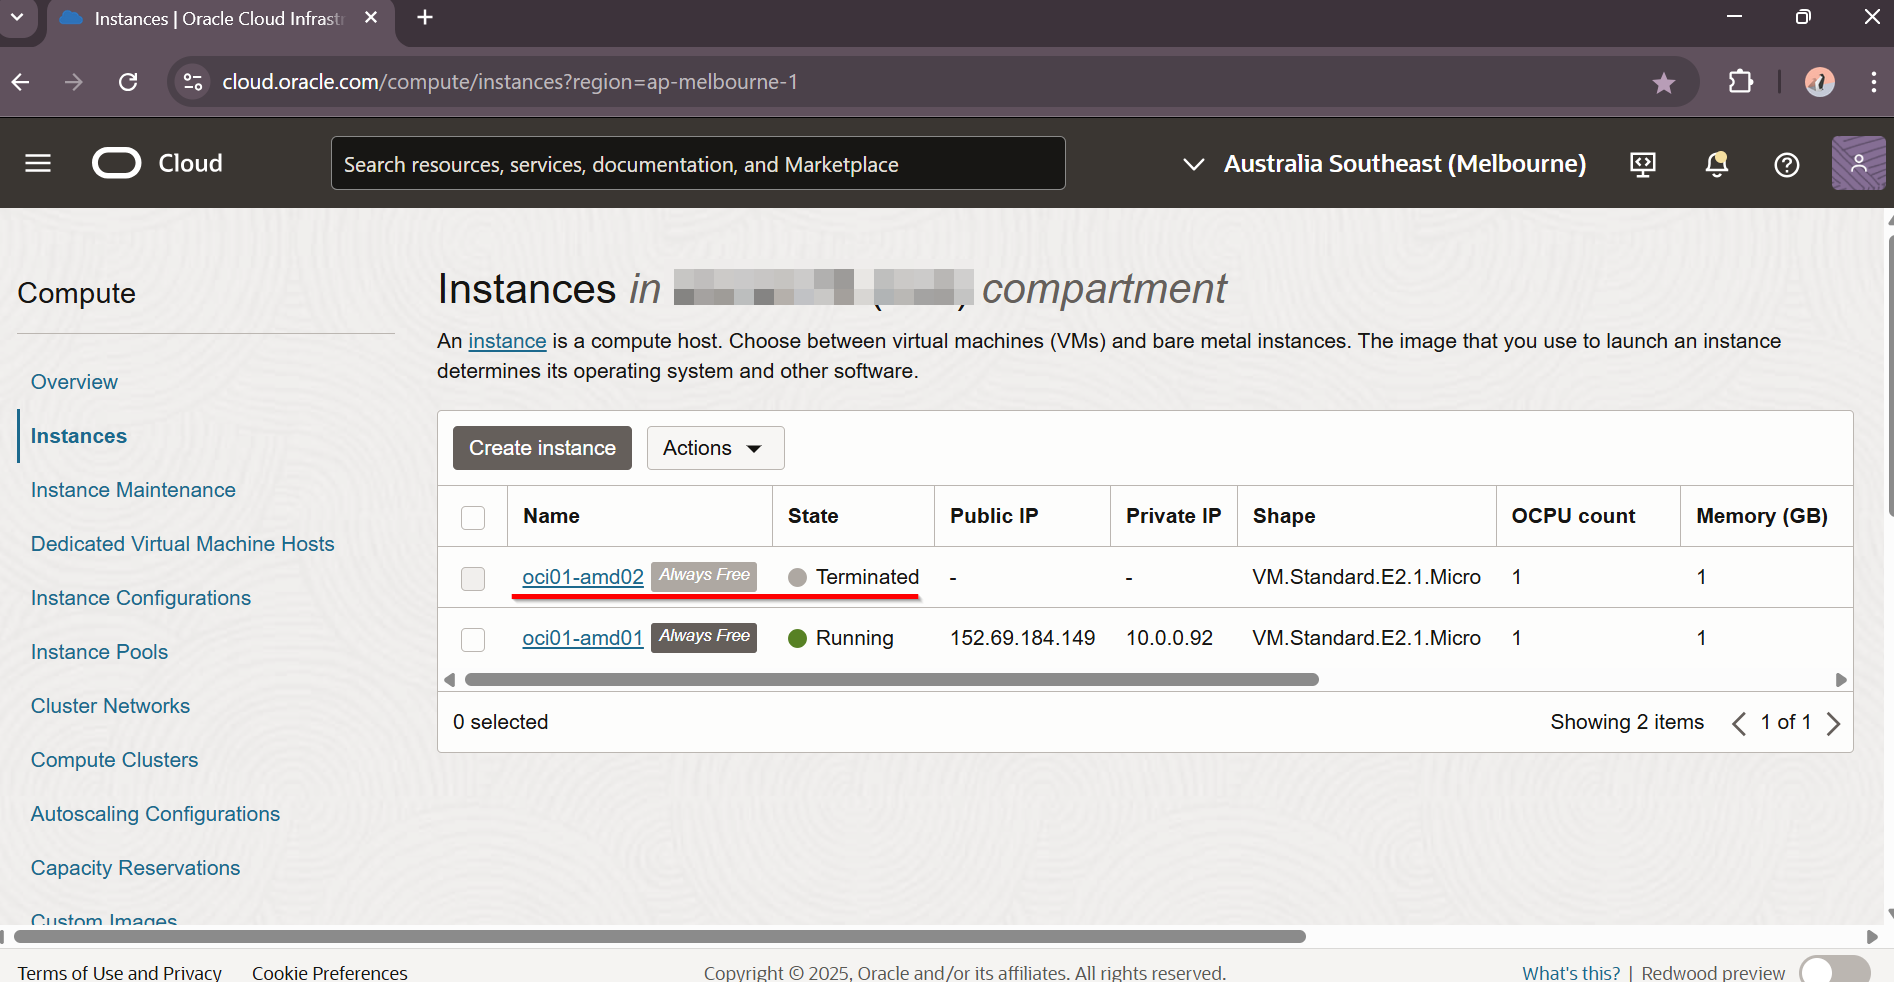 Instances | Oracle Cloud Infrastr
cloud.oracle.com/compute/instances?region=ap-melbourne-1
Cloud
Search resources, services, documentation, and Marketplace
Australia Southeast (Melbourne)
Compute
Overview
Instances
Instance Maintenance
Dedicated Virtual Machine Hosts
Instance Configurations
Instance Pools
Cluster Networks
Compute Clusters
Autoscaling Configurations
Capacity Reservations
Custom Images
Instances in compartment
An instance is a compute host. Choose between virtual machines (VMs) and bare metal instances. The image that you use to launch an instance
determines its operating system and other software.
Create instance Actions
Name State Public IP Private IP Shape OCPU count Memory (GB)
oci01-amd02 Always Free Terminated - - VM.Standard.E2.1.Micro 1 1
oci01-amd01 Always Free Running 152.69.184.149 10.0.0.92 VM.Standard.E2.1.Micro 1 1
0 selected Showing 2 items 1 of 1
Terms of Use and Privacy Cookie Preferences Copyright © 2025, Oracle and/or its affiliates. All rights reserved. What's this? | Redwood preview